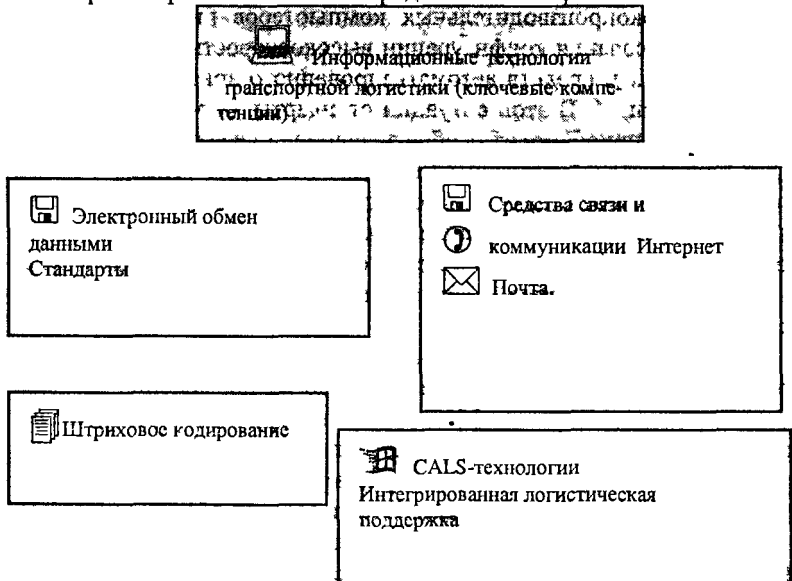 Информационные технологии
транспортной логистики (ключевые компе-
тенции)
Электронный обмен
данными
Стандарты
Средства связи и
коммуникации Интернет
Почта.
Штриховое кодирование
CALS-технологии
Интегрированная логистическая
поддержка